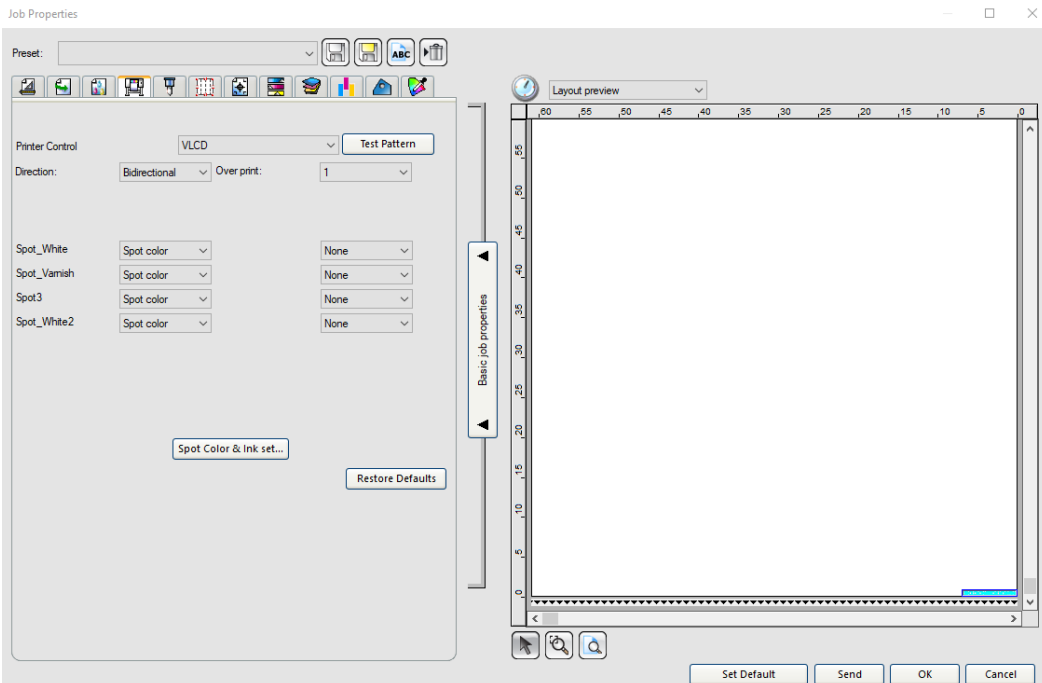 Job Properties
Preset:
ABC
Layout preview
60 55 50 45 40 35 30 25 20 15 10 5 0
Printer Control VLCD Test Pattern
Direction: Bidirectional Over print: 1
Spot_White Spot color None
Spot_Varnish Spot color None
Spot3 Spot color None
Spot_White2 Spot color None
Spot Color & Ink set...
Restore Defaults
Basic job properties
55
50
45
40
35
30
25
20
15
10
5
0
Set Default Send OK Cancel